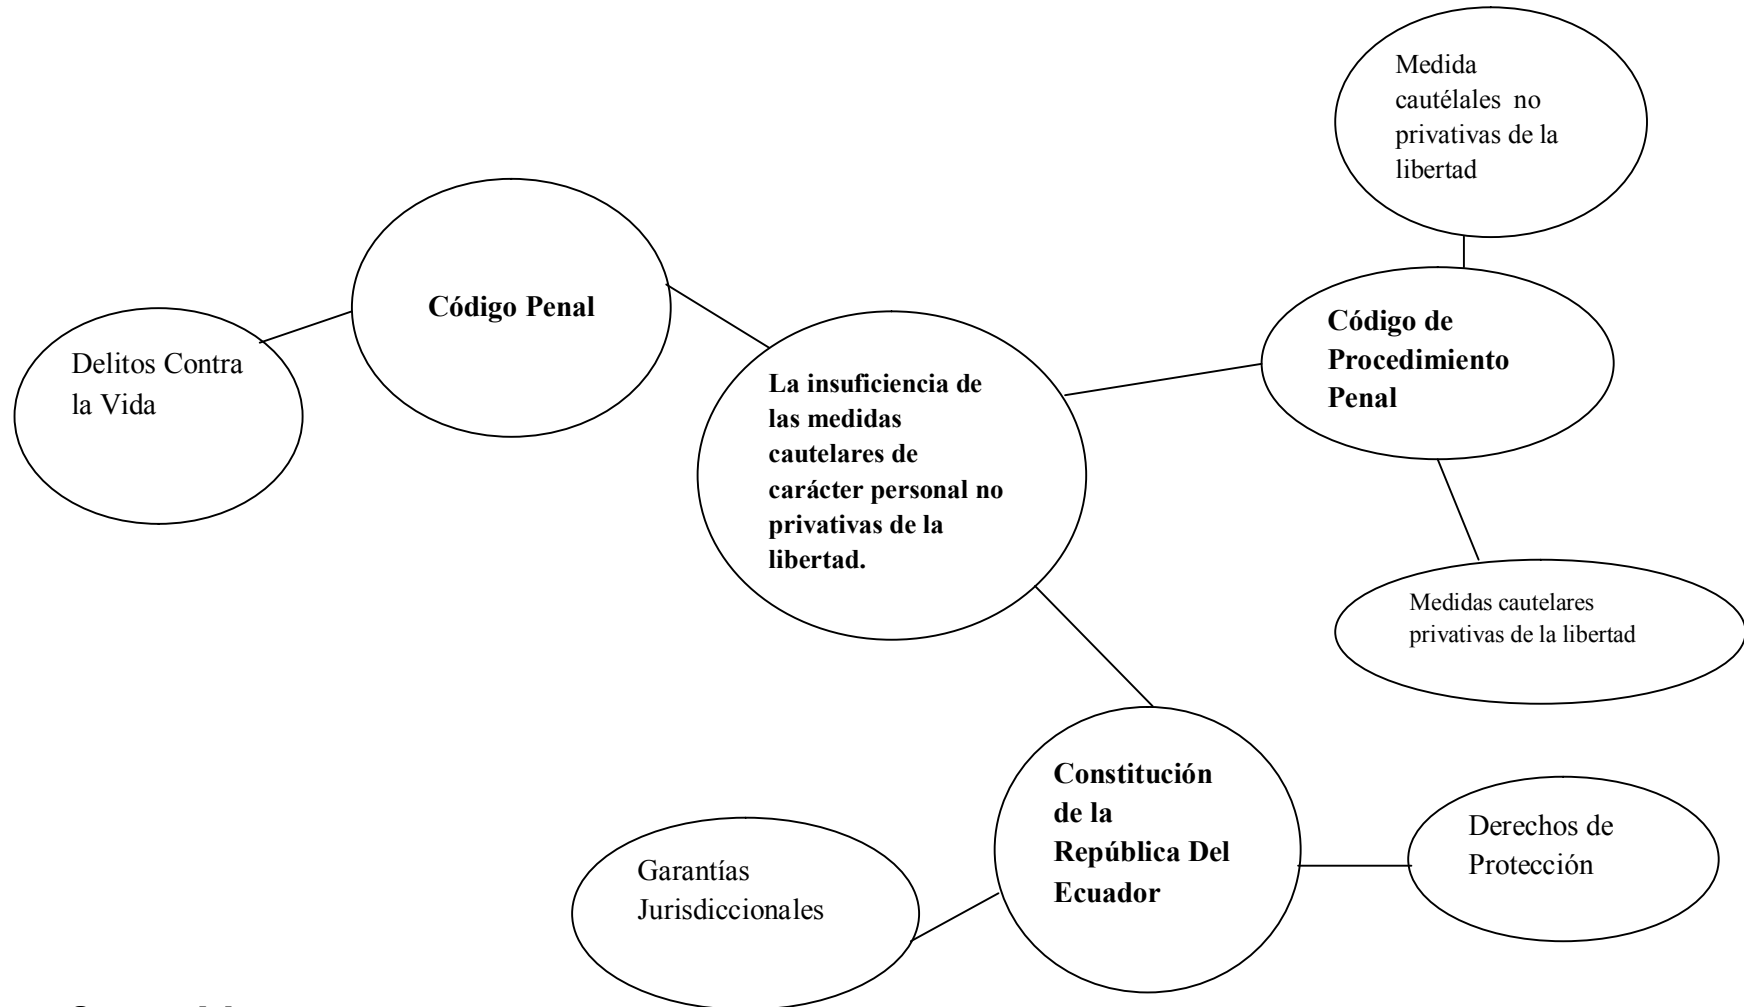 Medida
cautélales no
privativas de la
libertad
Código Penal
Delitos Contra
la Vida
La insuficiencia de
las medidas
cautelares de
carácter personal no
privativas de la
libertad.
Código de
Procedimiento
Penal
Medidas cautelares
privativas de la libertad
Constitución
de la
República Del
Ecuador
Garantías
Jurisdiccionales
Derechos de
Protección